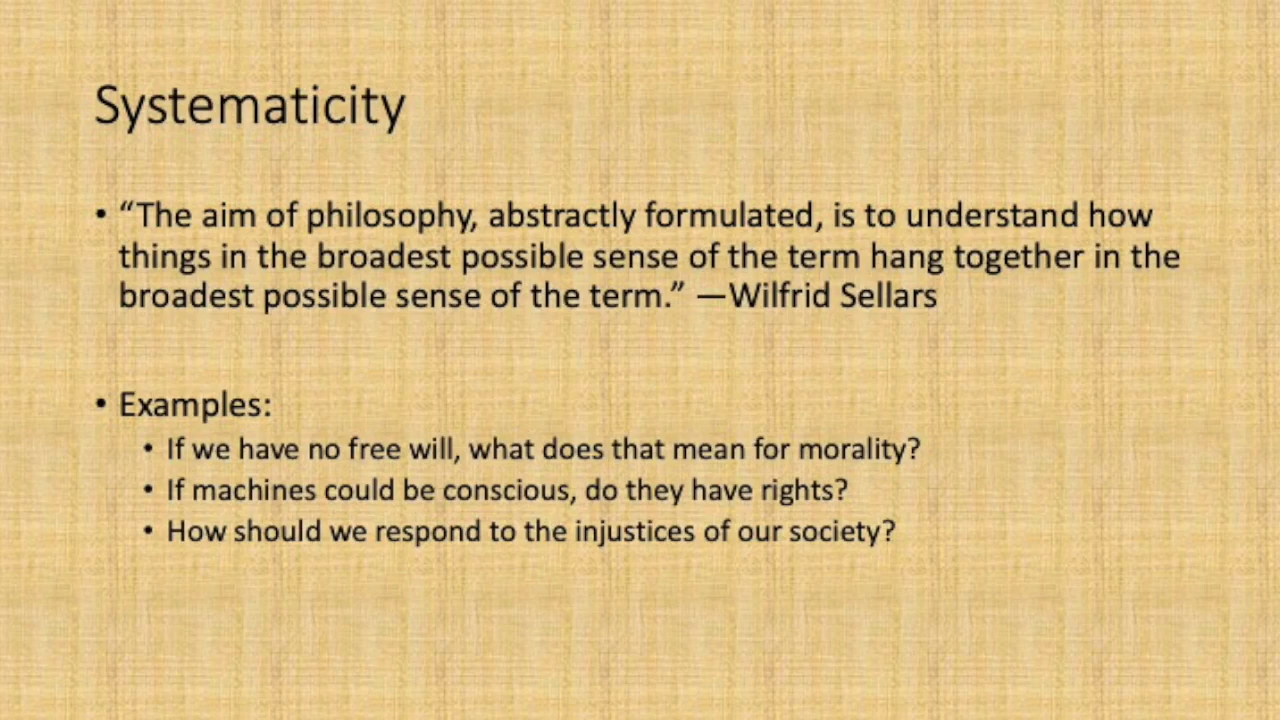 Systematicity
• “The aim of philosophy, abstractly formulated, is to understand how
things in the broadest possible sense of the term hang together in the
broadest possible sense of the term.” —Wilfrid Sellars
• Examples:
• If we have no free will, what does that mean for morality?
• If machines could be conscious, do they have rights?
• How should we respond to the injustices of our society?